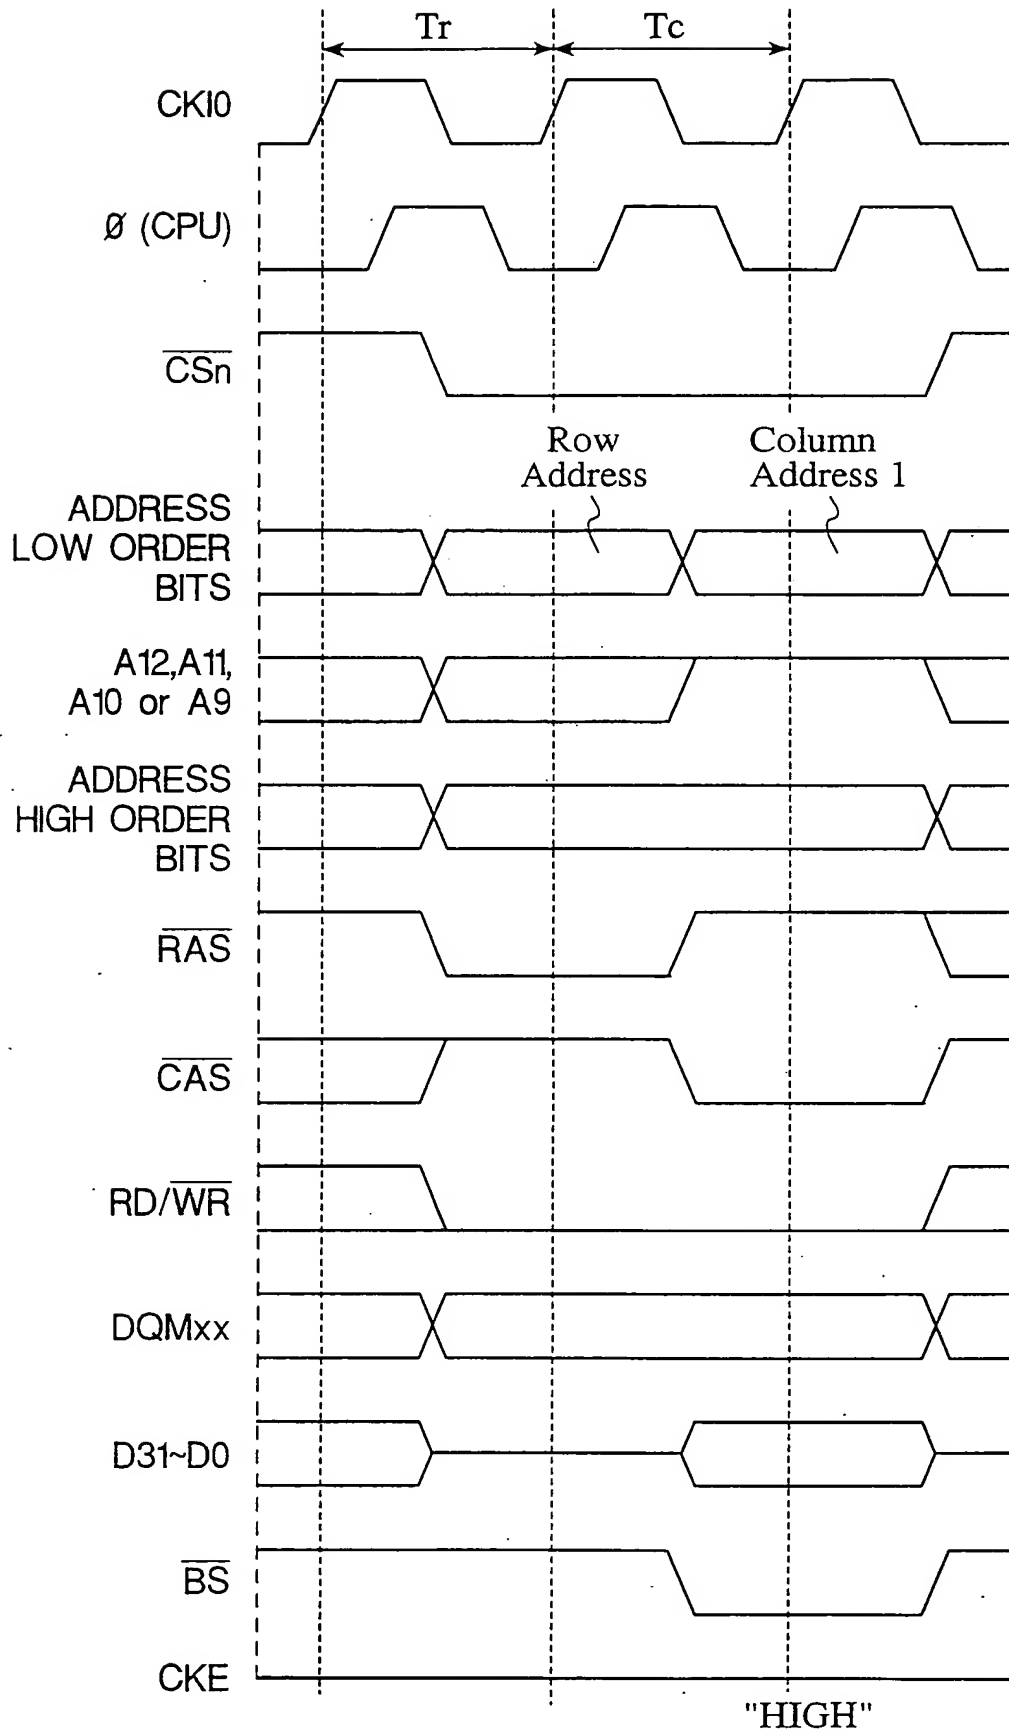 Tr
Tc
CKIO
Ø (CPU)
CSn
Row
Address
Column
Address 1
ADDRESS
LOW ORDER
BITS
A12,A11,
A10 or A9
ADDRESS
HIGH ORDER
BITS
RAS
CAS
RD/WR
DQMxx
D31~D0
BS
CKE
"HIGH"